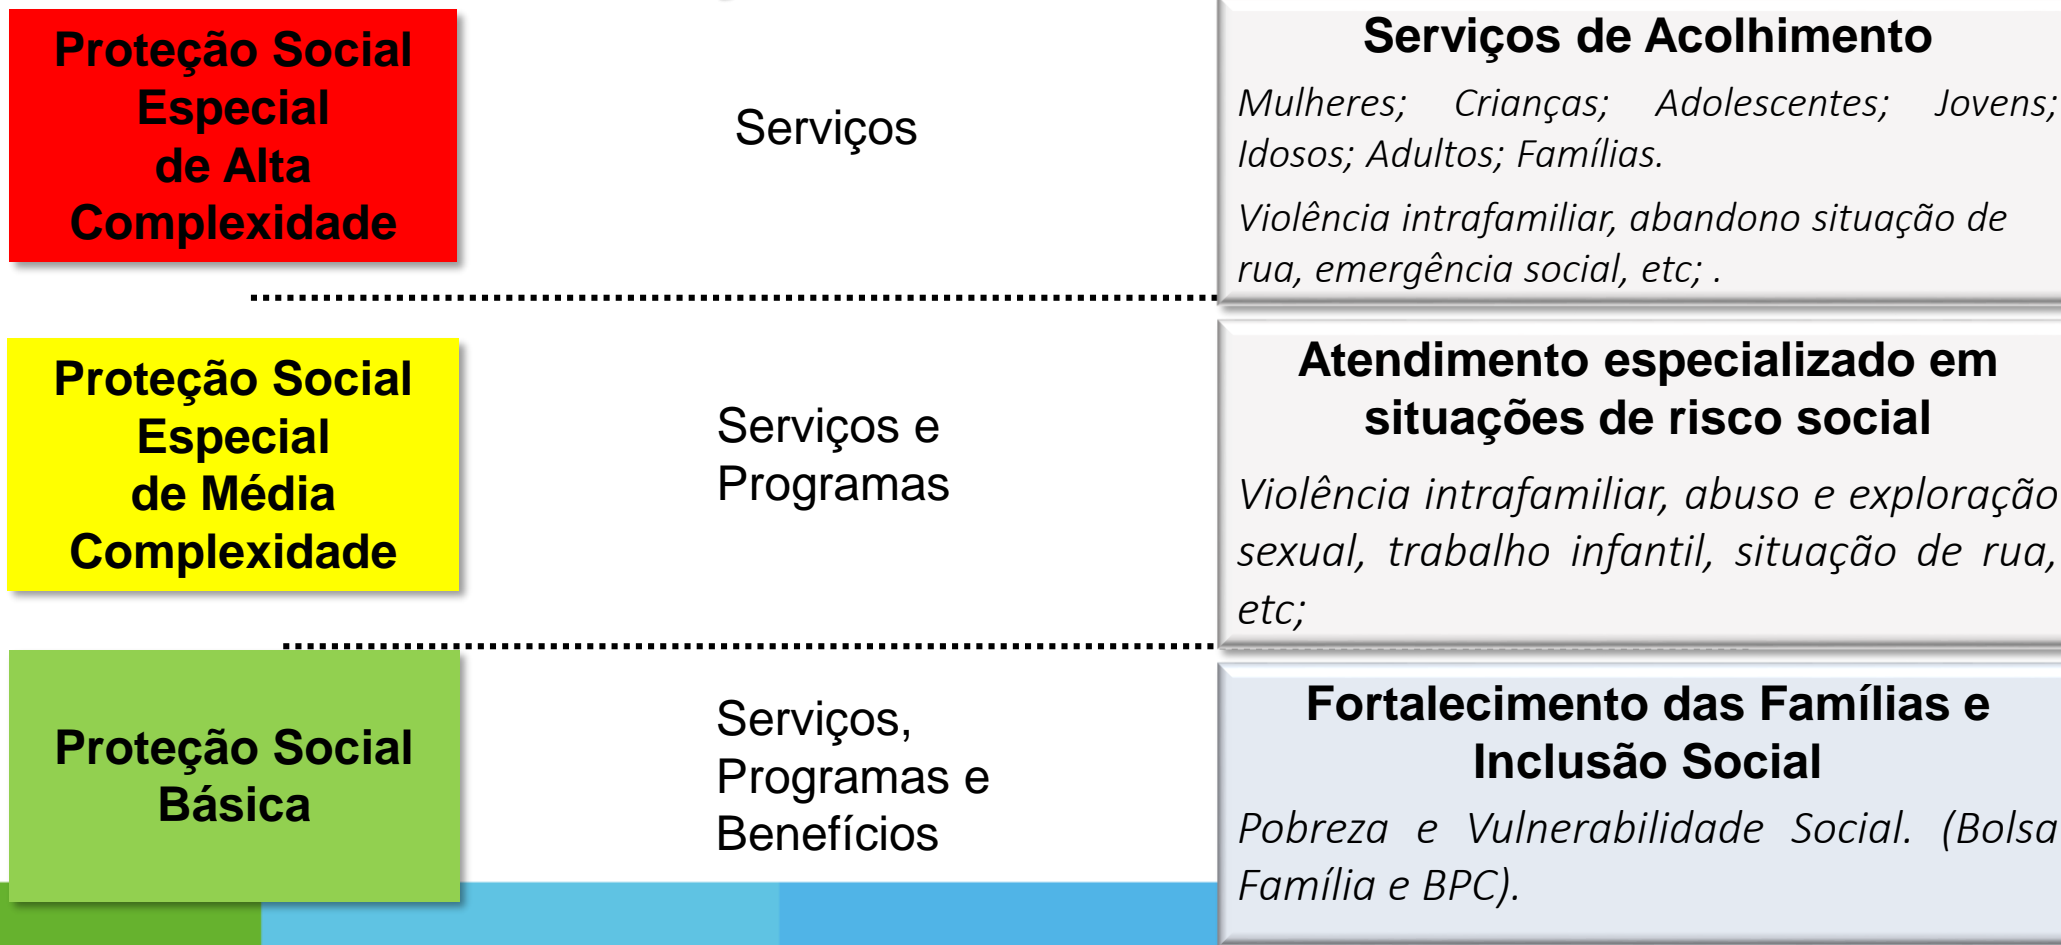 Proteção Social
Especial
de Alta
Complexidade
Serviços
Serviços de Acolhimento
Mulheres; Crianças; Adolescentes; Jovens;
Idosos; Adultos; Famílias.
Violência intrafamiliar, abandono situação de
rua, emergência social, etc; .
Proteção Social
Especial
de Média
Complexidade
Serviços e
Programas
Atendimento especializado em
situações de risco social
Violência intrafamiliar, abuso e exploração
sexual, trabalho infantil, situação de rua,
etc;
Proteção Social
Básica
Serviços,
Programas e
Benefícios
Fortalecimento das Famílias e
Inclusão Social
Pobreza e Vulnerabilidade Social. (Bolsa
Família e BPC).